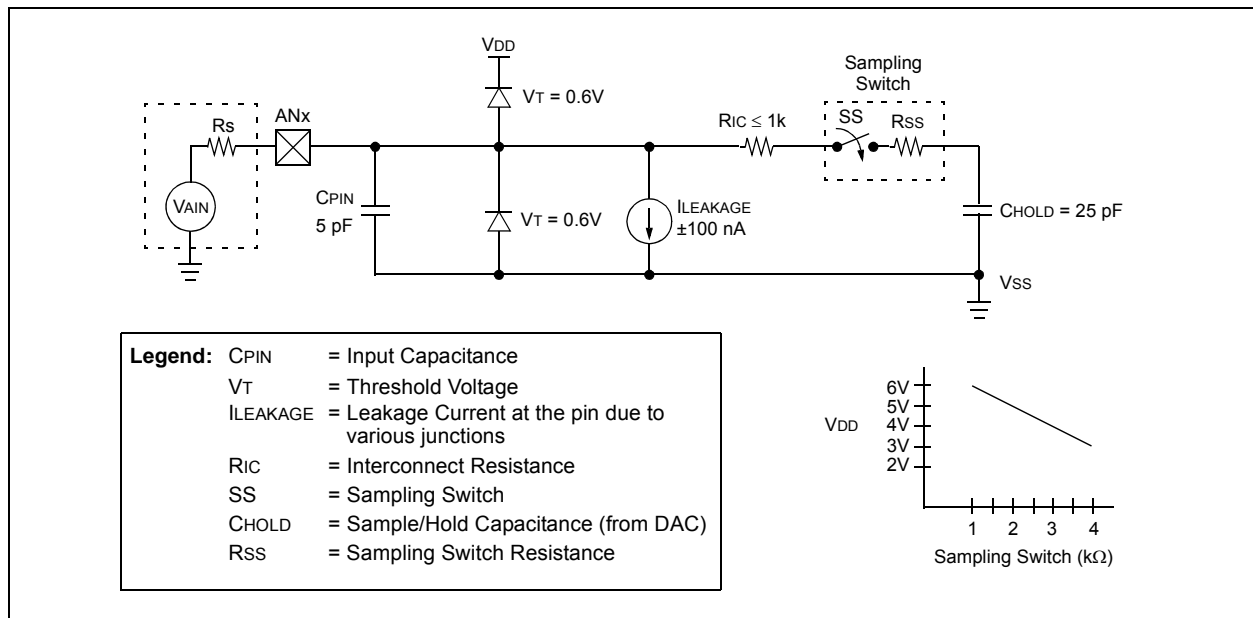 VDD
Sampling
Switch
VT = 0.6V
ANx
RIC ≤ 1k
SS
RSS
Rs
CPIN
5 pF
VAIN
VT = 0.6V
ILEAKAGE
±100 nA
CHOLD = 25 pF
VSS
Legend: CPIN = Input Capacitance
VT = Threshold Voltage
ILEAKAGE = Leakage Current at the pin due to
various junctions
RIC = Interconnect Resistance
SS = Sampling Switch
CHOLD = Sample/Hold Capacitance (from DAC)
RSS = Sampling Switch Resistance
VDD
6V
5V
4V
3V
2V
1 2 3 4
Sampling Switch (kΩ)